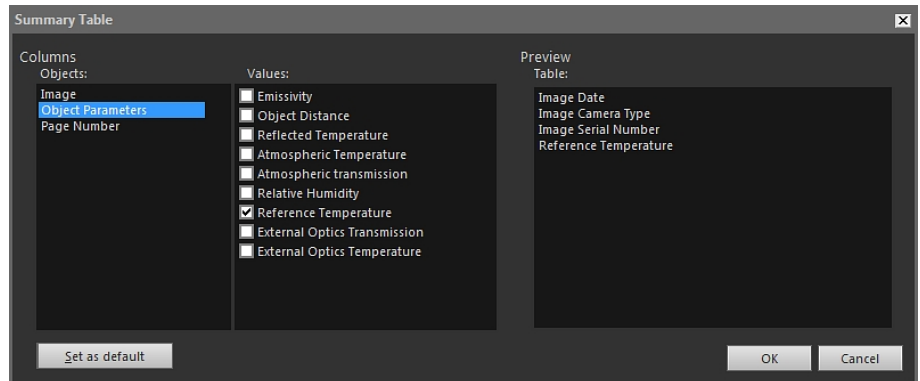 Summary Table
Columns
Objects:
Image
Object Parameters
Page Number
Values:
Emissivity
Object Distance
Reflected Temperature
Atmospheric Temperature
Atmospheric transmission
Relative Humidity
Reference Temperature
External Optics Transmission
External Optics Temperature
Preview
Table:
Image Date
Image Camera Type
Image Serial Number
Reference Temperature
Set as default
OK
Cancel